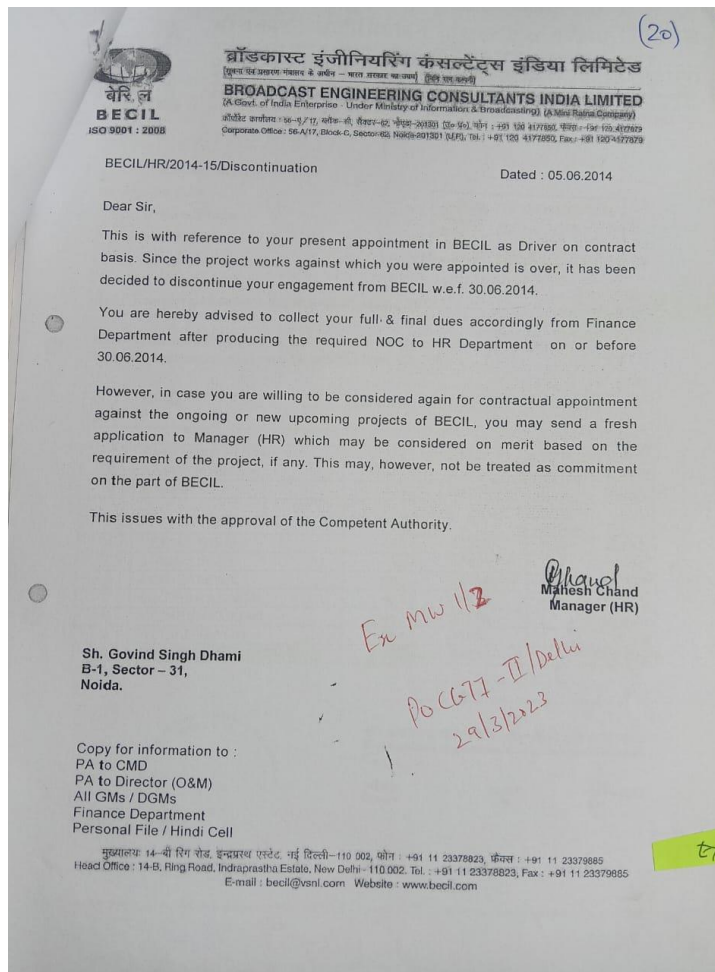 (20)
ब्रॉडकास्ट इंजीनियरिंग कंसल्टेंट्स इंडिया लिमिटेड
(सूचना एवं प्रसारण मंत्रालय के अधीन – भारत सरकार का उद्यम)
बेसिल
BECIL
ISO 9001 : 2008
BROADCAST ENGINEERING CONSULTANTS INDIA LIMITED
(A Govt. of India Enterprise - Under Ministry of Information & Broadcasting) (A Mini Ratna Company)
Corporate Office : 56-A/17, Block-C, Sector-62, Noida-201301 (U.P), Tel. : +91 120 4177850, Fax : +91 120 4177879
BECIL/HR/2014-15/Discontinuation
Dated : 05.06.2014
Dear Sir,
This is with reference to your present appointment in BECIL as Driver on contract
basis. Since the project works against which you were appointed is over, it has been
decided to discontinue your engagement from BECIL w.e.f. 30.06.2014.
You are hereby advised to collect your full & final dues accordingly from Finance
Department after producing the required NOC to HR Department on or before
30.06.2014.
However, in case you are willing to be considered again for contractual appointment
against the ongoing or new upcoming projects of BECIL, you may send a fresh
application to Manager (HR) which may be considered on merit based on the
requirement of the project, if any. This may, however, not be treated as commitment
on the part of BECIL.
This issues with the approval of the Competent Authority.
Mahesh Chand
Manager (HR)
Ex MW 1/2
Sh. Govind Singh Dhami
B-1, Sector – 31,
Noida.
PO CGIT-II/Delhi
29/3/2023
Copy for information to :
PA to CMD
PA to Director (O&M)
All GMs / DGMs
Finance Department
Personal File / Hindi Cell
मुख्यालय: 14-बी रिंग रोड, इन्द्रप्रस्थ एस्टेट, नई दिल्ली-110 002, फोन : +91 11 23378823, फ़ैक्स : +91 11 23379885
Head Office : 14-B, Ring Road, Indraprastha Estate, New Delhi - 110 002. Tel. : +91 11 23378823, Fax : +91 11 23379885
E-mail : becil@vsnl.com Website : www.becil.com